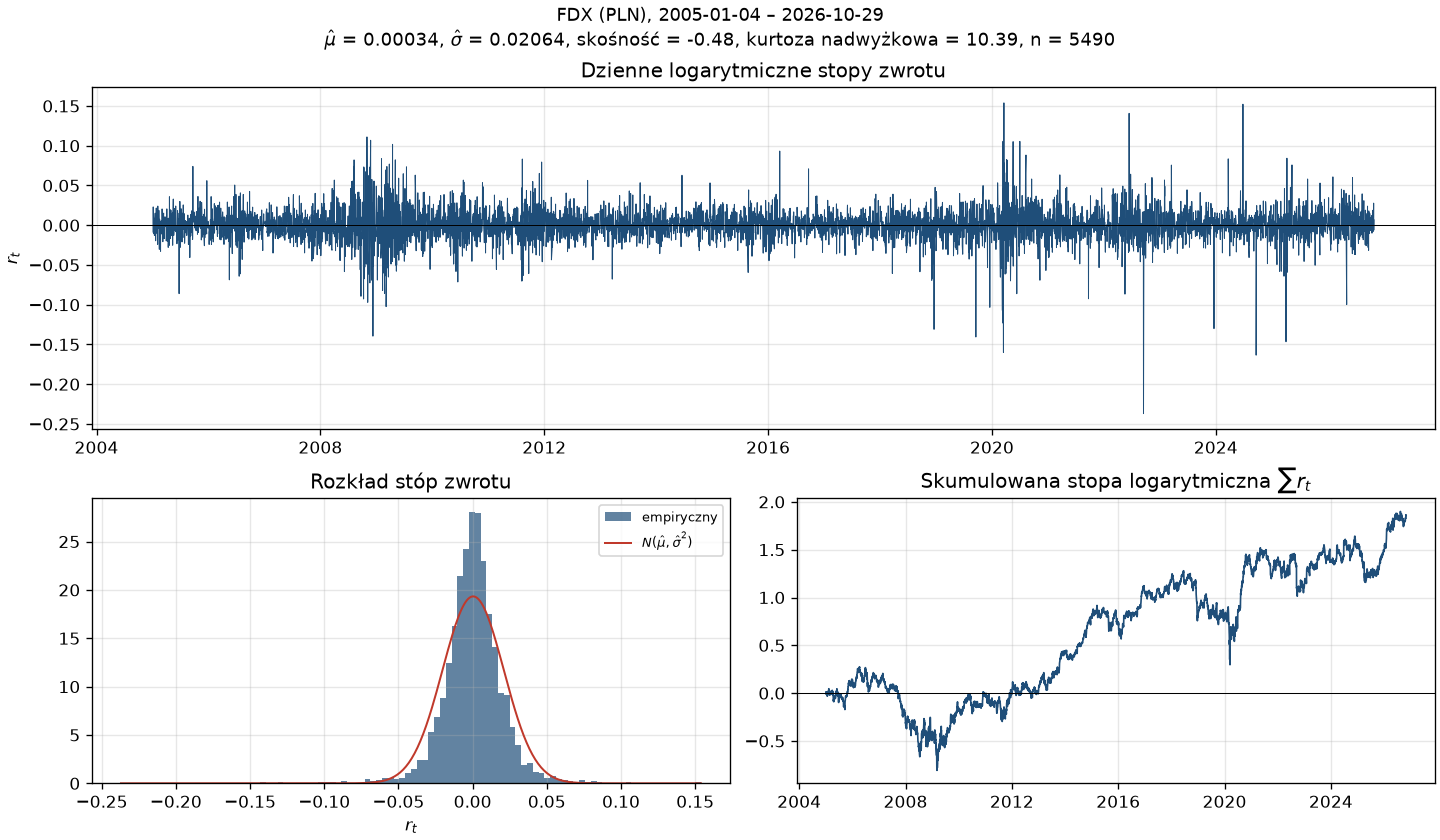 FDX (PLN), 2005-01-04 – 2026-10-29
μ̂ = 0.00034, σ̂ = 0.02064, skośność = -0.48, kurtoza nadwyżkowa = 10.39, n = 5490
Dzienne logarytmiczne stopy zwrotu
0.15
0.10
0.05
0.00
−0.05
−0.10
−0.15
−0.20
−0.25
r_t
2004 2008 2012 2016 2020 2024
Rozkład stóp zwrotu
empiryczny
N(μ̂, σ̂²)
25
20
15
10
5
0
−0.25 −0.20 −0.15 −0.10 −0.05 0.00 0.05 0.10 0.15
r_t
Skumulowana stopa logarytmiczna ∑r_t
2.0
1.5
1.0
0.5
0.0
−0.5
2004 2008 2012 2016 2020 2024